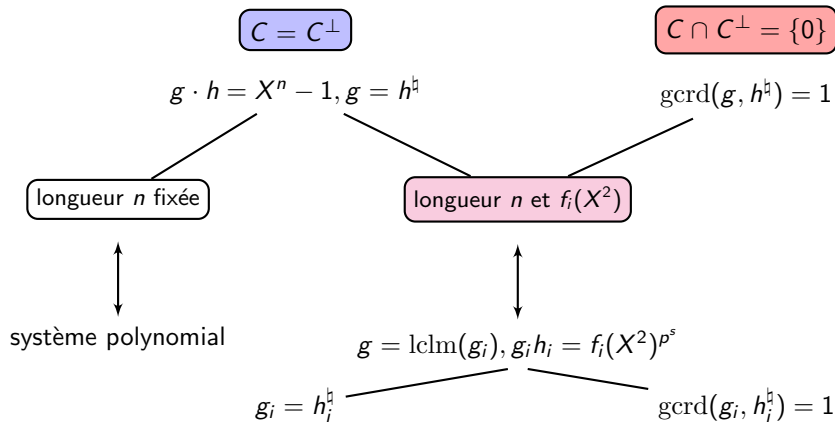 C = C^⊥
C ∩ C^⊥ = {0}
g · h = X^n − 1, g = h^♮
gcrd(g, h^♮) = 1
longueur n fixée
longueur n et f_i(X^2)
système polynomial
g = lclm(g_i), g_i h_i = f_i(X^2)^{p^s}
g_i = h_i^♮
gcrd(g_i, h_i^♮) = 1